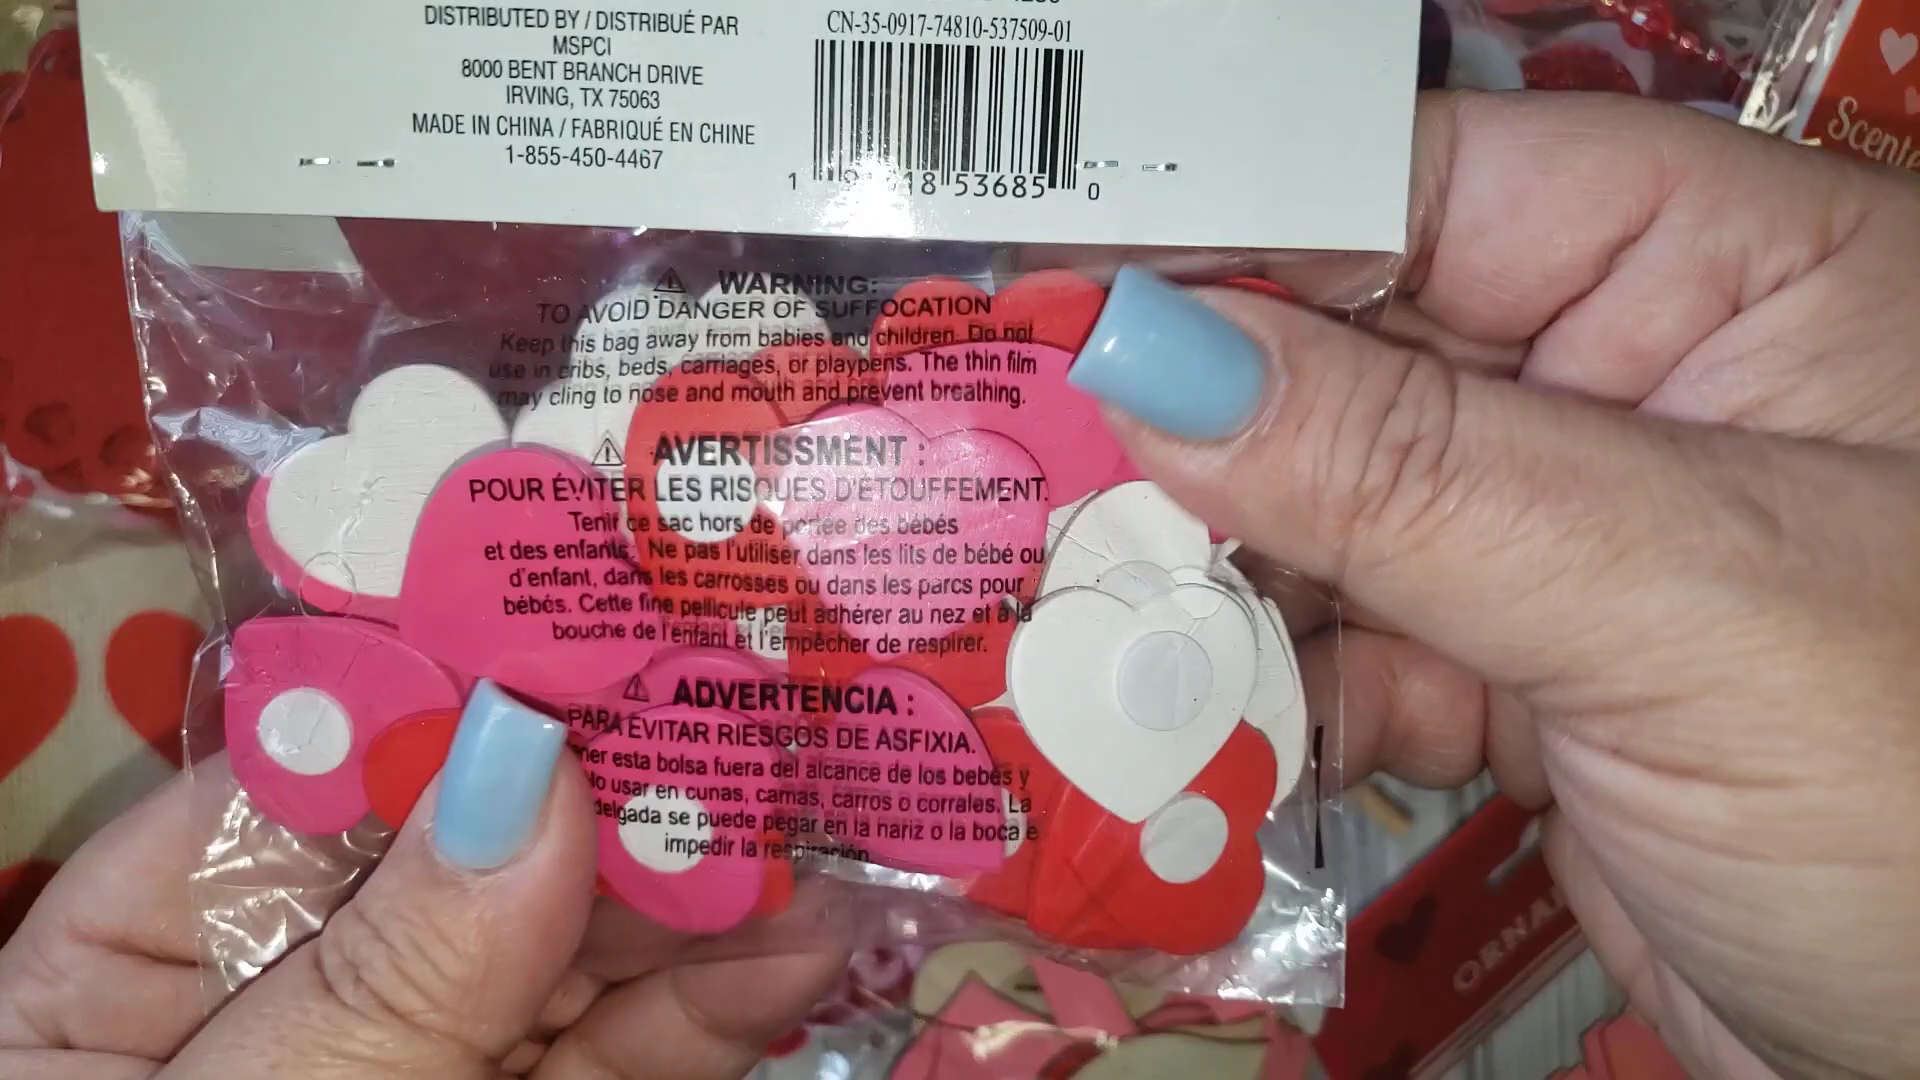 DISTRIBUTED BY / DISTRIBUÉ PAR
MSPCI
8000 BENT BRANCH DRIVE
IRVING, TX 75063
MADE IN CHINA / FABRIQUÉ EN CHINE
1-855-450-4467
CN-35-0917-74810-537509-01
1 18 53685 0
Scente
WARNING:
TO AVOID DANGER OF SUFFOCATION
Keep this bag away from babies and children. Do not
use in cribs, beds, carriages, or playpens. The thin film
may cling to nose and mouth and prevent breathing.
AVERTISSMENT :
POUR ÉVITER LES RISQUES D'ÉTOUFFEMENT.
Tenir ce sac hors de portée des bébés
et des enfants. Ne pas l'utiliser dans les lits de bébé ou
d'enfant, dans les carrosses ou dans les parcs pour
bébés. Cette fine pellicule peut adhérer au nez et à la
bouche de l'enfant et l'empêcher de respirer.
ADVERTENCIA :
PARA EVITAR RIESGOS DE ASFIXIA.
ner esta bolsa fuera del alcance de los bebés y
No usar en cunas, camas, carros o corrales. La
delgada se puede pegar en la nariz o la boca e
impedir la respiración.
ORNA